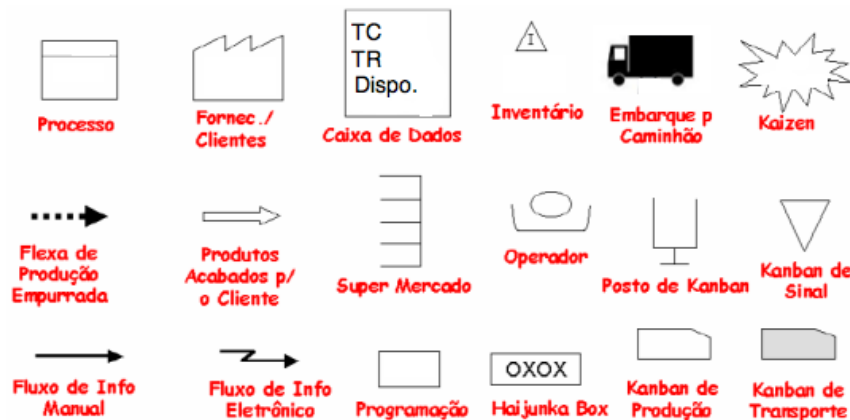 TC
TR
Dispo.
I
Processo
Fornec./
Clientes
Caixa de Dados
Inventário
Embarque p
Caminhão
Kaizen
Flexa de
Produção
Empurrada
Produtos
Acabados p/
o Cliente
Super Mercado
Operador
Posto de Kanban
Kanban de
Sinal
Fluxo de Info
Manual
Fluxo de Info
Eletrônico
Programação
OXOX
Haijunka Box
Kanban de
Produção
Kanban de
Transporte